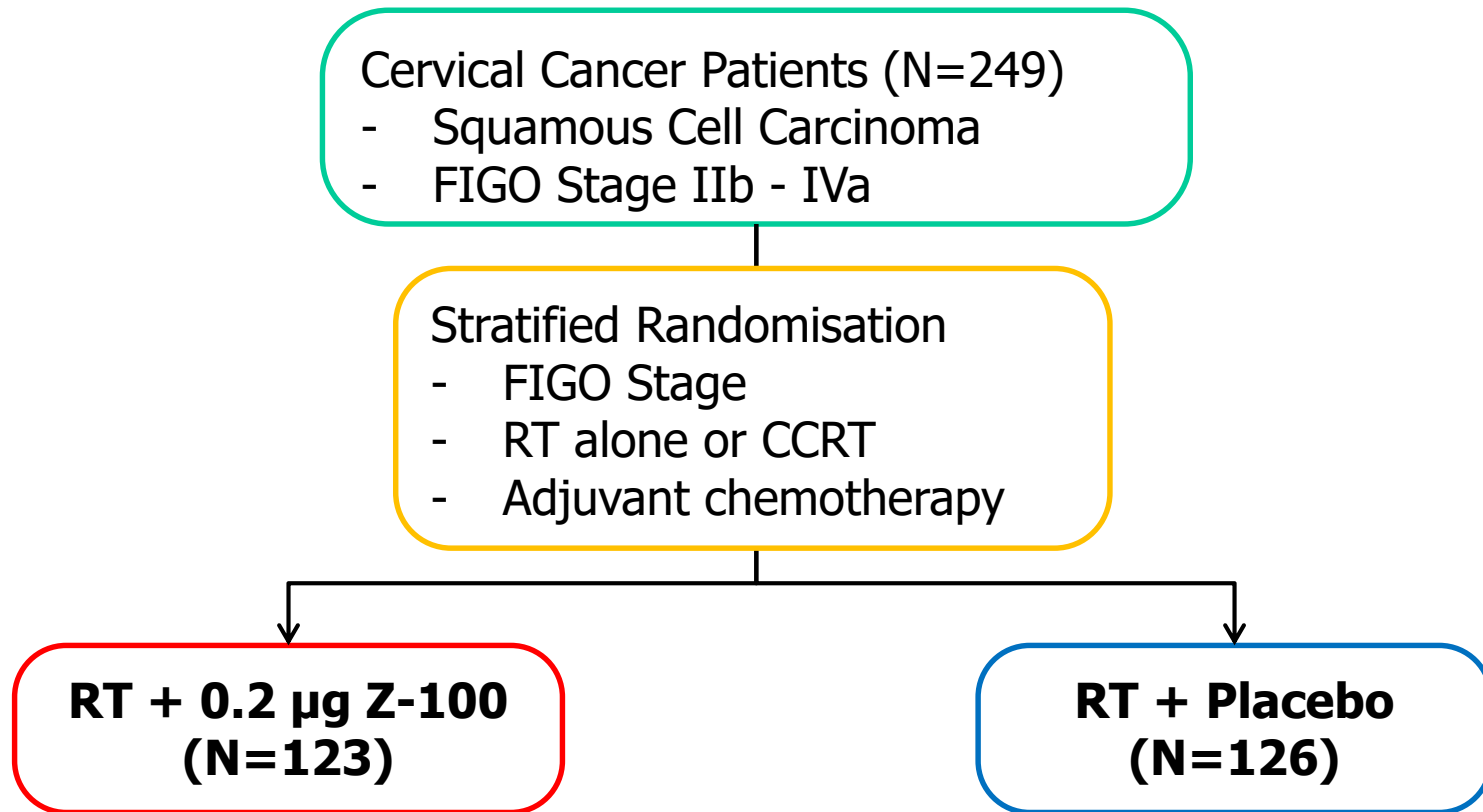 Cervical Cancer Patients (N=249)
- Squamous Cell Carcinoma
- FIGO Stage IIb - IVa
Stratified Randomisation
- FIGO Stage
- RT alone or CCRT
- Adjuvant chemotherapy
RT + 0.2 µg Z-100
(N=123)
RT + Placebo
(N=126)